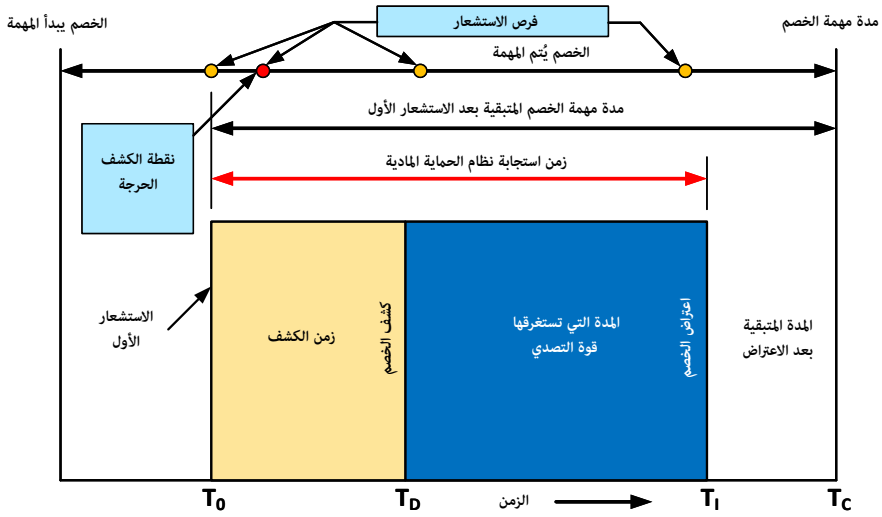 مدة مهمة الخصم
فرص الاستشعار
الخصم يبدأ المهمة
الخصم يُتم المهمة
مدة مهمة الخصم المتبقية بعد الاستشعار الأول
نقطة الكشف
الحرجة
زمن استجابة نظام الحماية المادية
الاستشعار
الأول
زمن الكشف
كشف الخصم
المدة التي تستغرقها
قوة التصدي
اعتراض الخصم
المدة المتبقية
بعد الاعتراض
T0
TD
الزمن
TI
TC